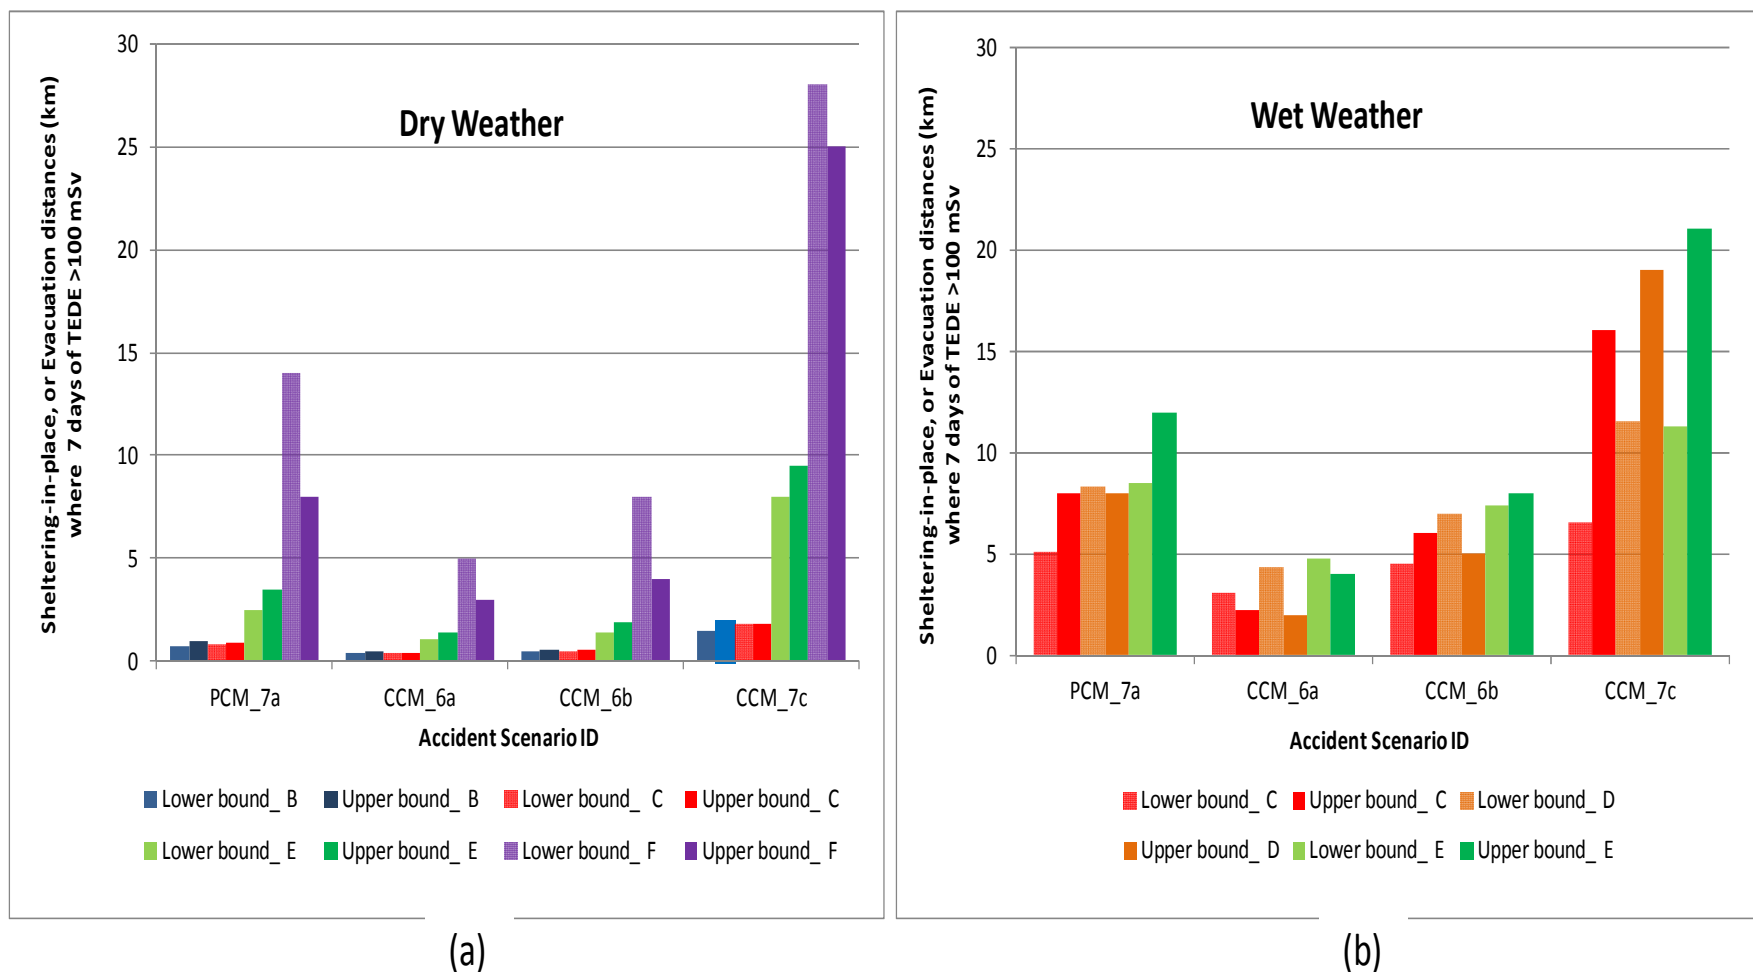 Sheltering-in-place, or Evacuation distances (km)
where 7 days of TEDE >100 mSv
Dry Weather
30
25
20
15
10
5
0
PCM_7a CCM_6a CCM_6b CCM_7c
Accident Scenario ID
Lower bound_ B Upper bound_ B Lower bound_ C Upper bound_ C
Lower bound_ E Upper bound_ E Lower bound_ F Upper bound_ F
(a)
Sheltering-in-place, or Evacuation distances (km)
where 7 days of TEDE >100 mSv
Wet Weather
30
25
20
15
10
5
0
PCM_7a CCM_6a CCM_6b CCM_7c
Accident Scenario ID
Lower bound_ C Upper bound_ C Lower bound_ D
Upper bound_ D Lower bound_ E Upper bound_ E
(b)